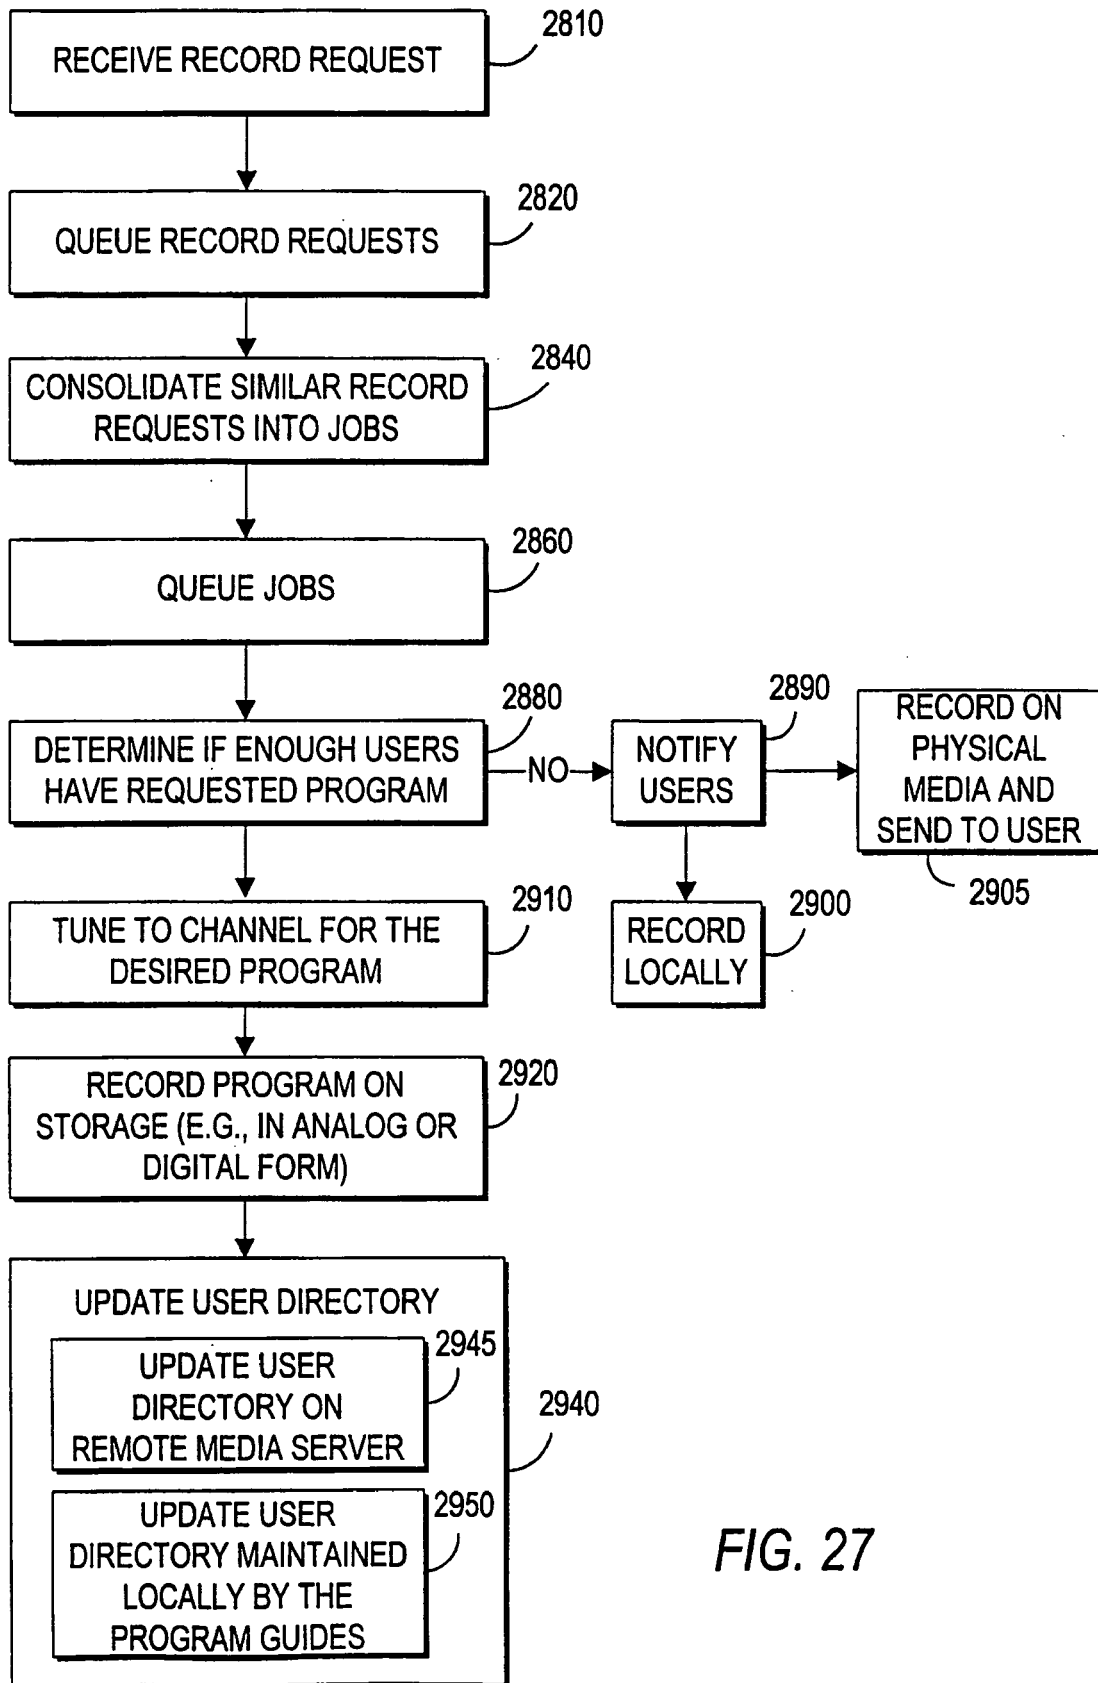 RECEIVE RECORD REQUEST
2810
QUEUE RECORD REQUESTS
2820
CONSOLIDATE SIMILAR RECORD
REQUESTS INTO JOBS
2840
QUEUE JOBS
2860
DETERMINE IF ENOUGH USERS
HAVE REQUESTED PROGRAM
2880
NO
NOTIFY
USERS
2890
RECORD ON
PHYSICAL
MEDIA AND
SEND TO USER
2905
RECORD
LOCALLY
2900
TUNE TO CHANNEL FOR THE
DESIRED PROGRAM
2910
RECORD PROGRAM ON
STORAGE (E.G., IN ANALOG OR
DIGITAL FORM)
2920
UPDATE USER DIRECTORY
2940
UPDATE USER
DIRECTORY ON
REMOTE MEDIA SERVER
2945
UPDATE USER
DIRECTORY MAINTAINED
LOCALLY BY THE
PROGRAM GUIDES
2950
FIG. 27